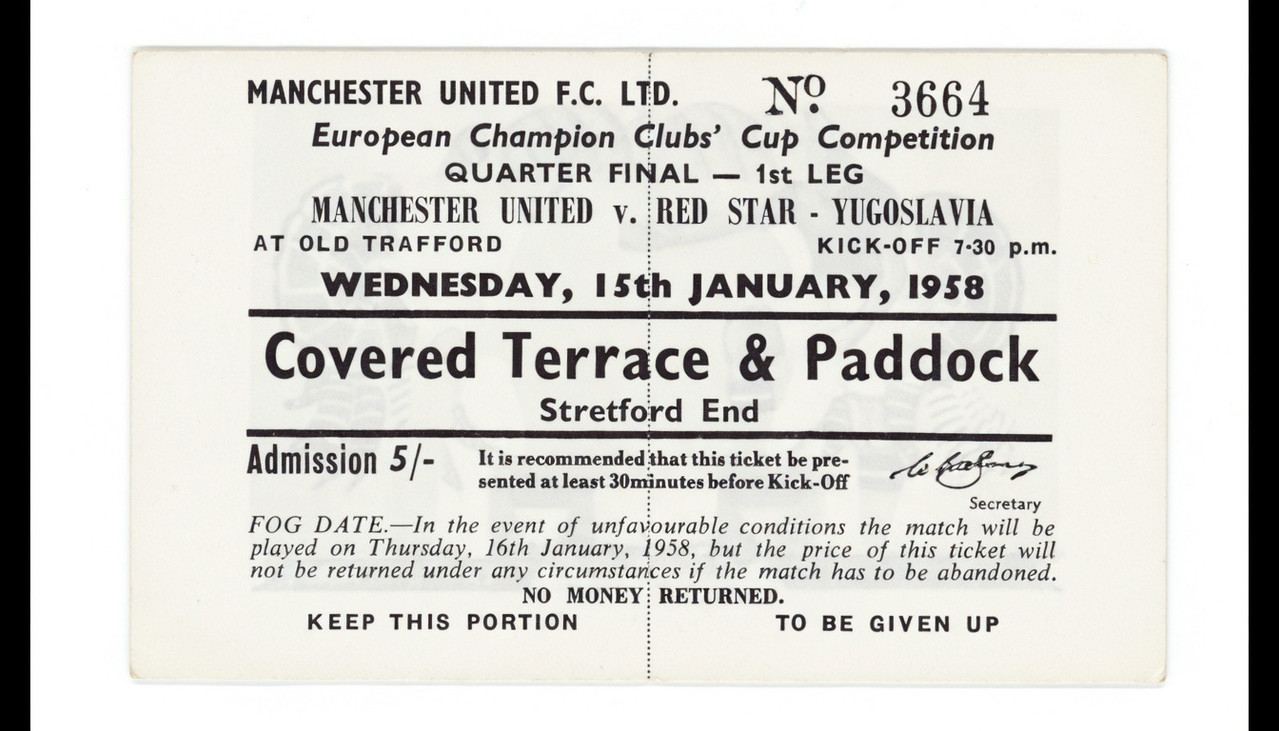 MANCHESTER UNITED F.C. LTD. Nº 3664
European Champion Clubs' Cup Competition
QUARTER FINAL — 1st LEG
MANCHESTER UNITED v. RED STAR - YUGOSLAVIA
AT OLD TRAFFORD KICK-OFF 7·30 p.m.
WEDNESDAY, 15th JANUARY, 1958
Covered Terrace & Paddock
Stretford End
Admission 5/- It is recommended that this ticket be pre-
sented at least 30minutes before Kick-Off
Secretary
FOG DATE.—In the event of unfavourable conditions the match will be
played on Thursday, 16th January, 1958, but the price of this ticket will
not be returned under any circumstances if the match has to be abandoned.
NO MONEY RETURNED.
KEEP THIS PORTION TO BE GIVEN UP